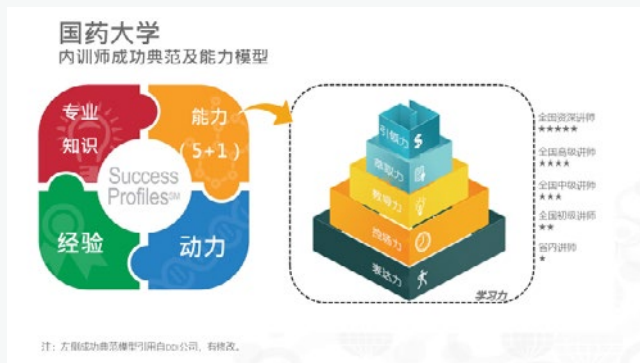 国药大学
内训师成功典范及能力模型
专业
知识
能力
(5+1)
Success
Profiles℠
经验
动力
引领力
萃取力
教导力
控场力
表达力
学习力
全国资深讲师
★★★★★
全国高级讲师
★★★★
全国中级讲师
★★★
全国初级讲师
★★
省内讲师
★
注：左侧成功典范模型引用自DDI公司，有修改。